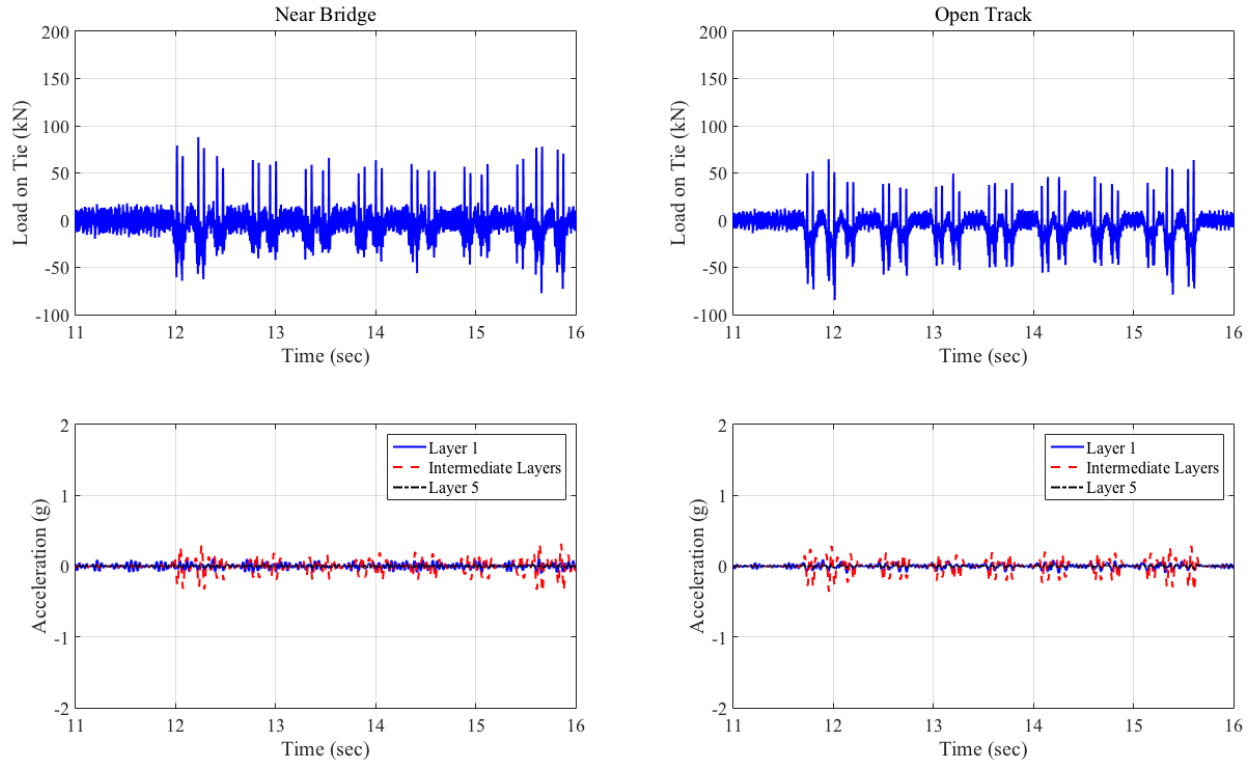 Near Bridge
200
150
100
50
0
-50
-100
Load on Tie (kN)
11 12 13 14 15 16
Time (sec)
Open Track
200
150
100
50
0
-50
-100
Load on Tie (kN)
11 12 13 14 15 16
Time (sec)
2
1
0
-1
-2
Acceleration (g)
Layer 1
Intermediate Layers
Layer 5
11 12 13 14 15 16
Time (sec)
2
1
0
-1
-2
Acceleration (g)
Layer 1
Intermediate Layers
Layer 5
11 12 13 14 15 16
Time (sec)